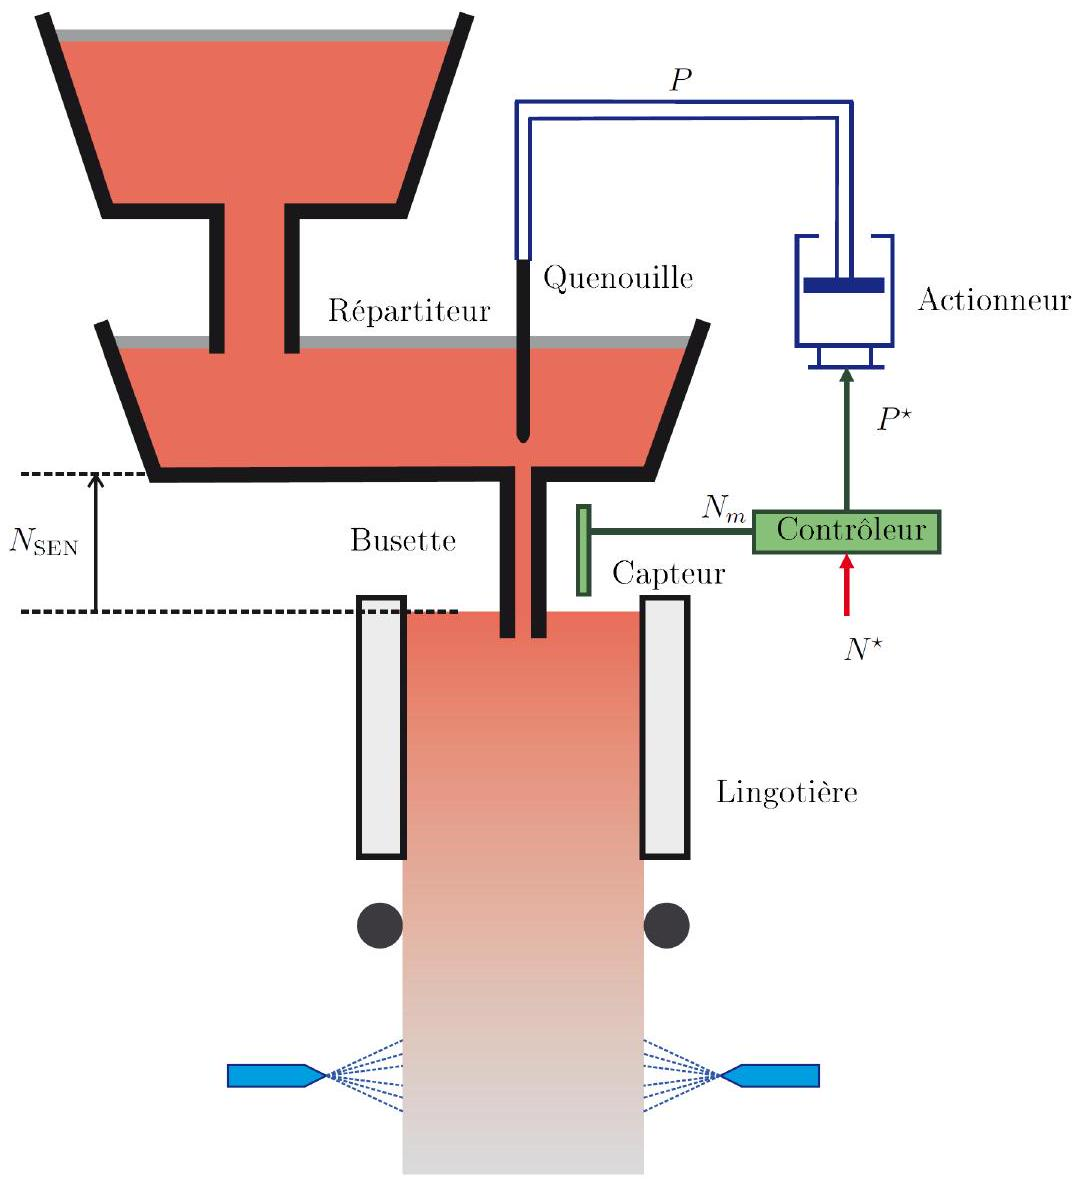 P
Quenouille
Répartiteur
Actionneur
P⋆
N_m
Contrôleur
N_SEN
Busette
Capteur
N⋆
Lingotière